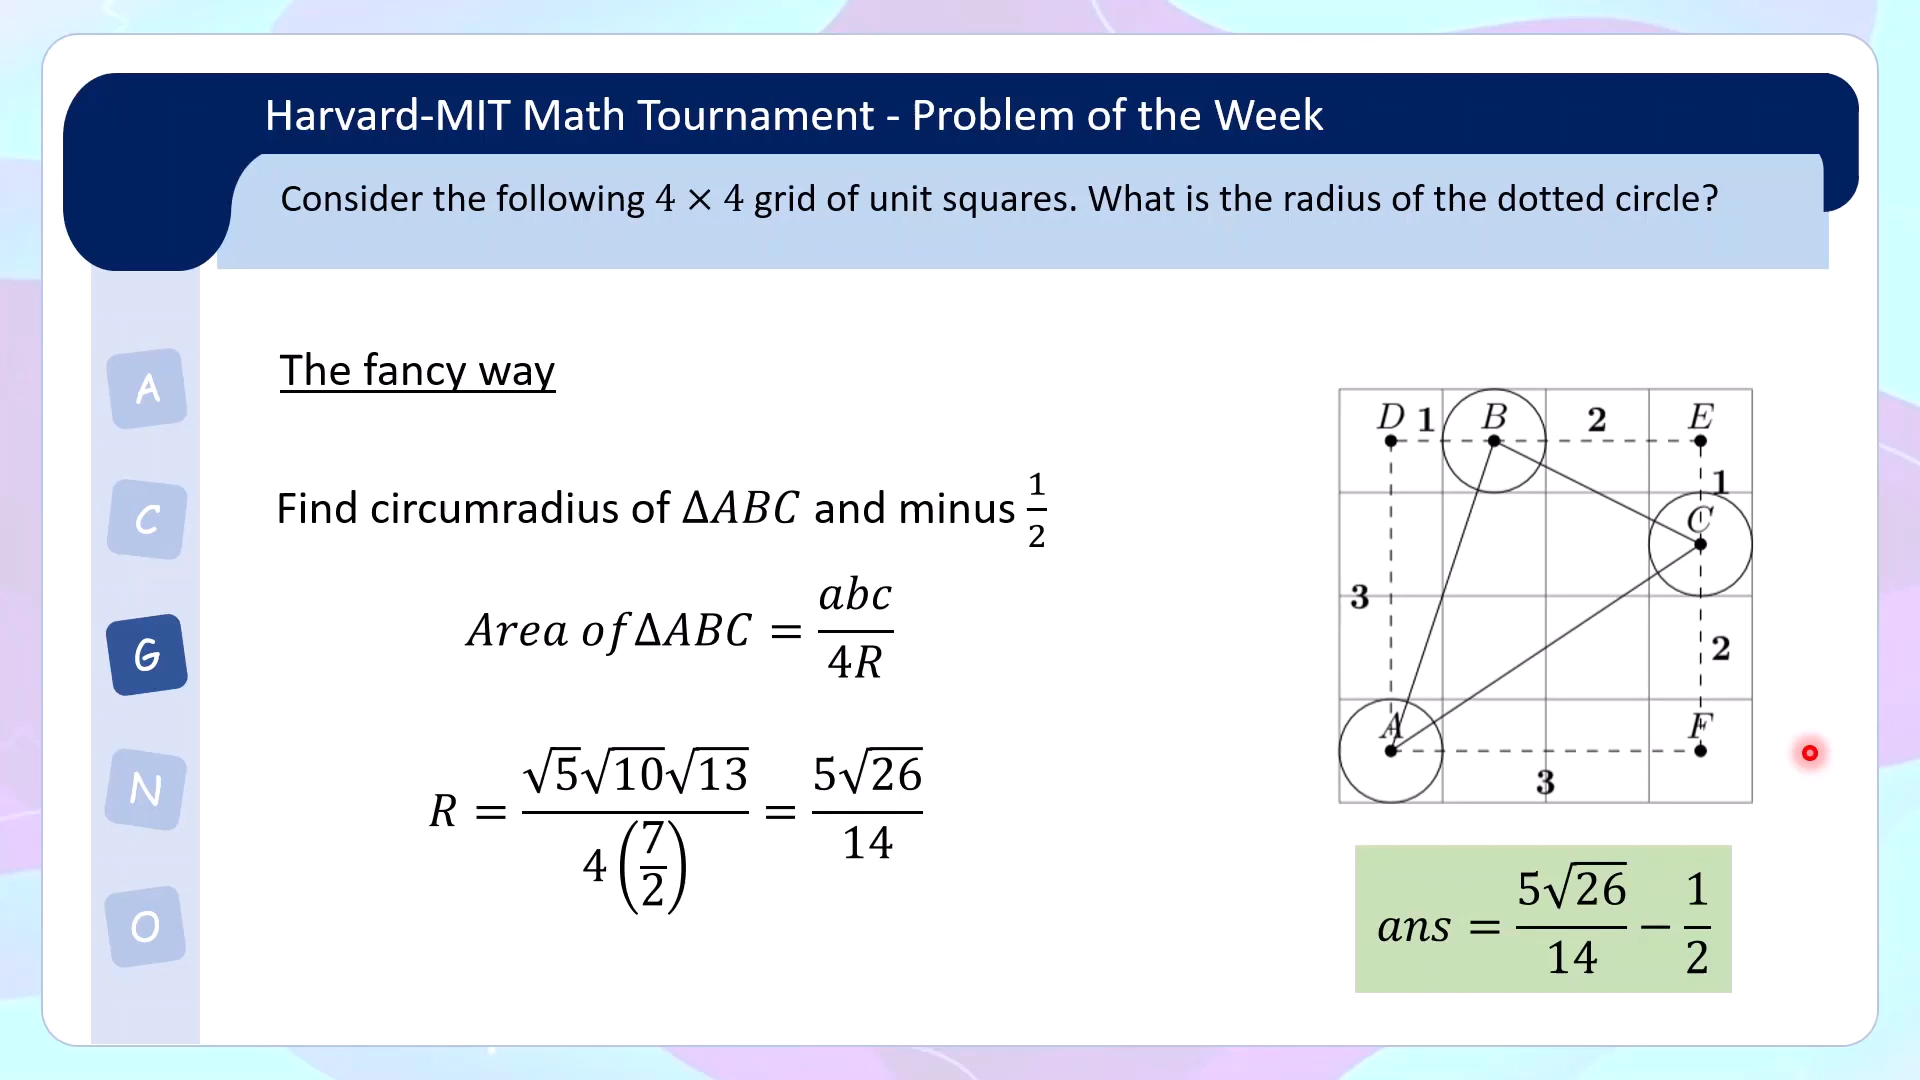 Harvard-MIT Math Tournament - Problem of the Week
Consider the following 4 × 4 grid of unit squares. What is the radius of the dotted circle?
A
C
G
N
O
The fancy way
Find circumradius of ΔABC and minus 1/2
Area of ΔABC = abc/4R
R = √5√10√13 / 4(7/2) = 5√26/14
D 1 B 2 E
1
C
3
2
A F
3
ans = 5√26/14 − 1/2